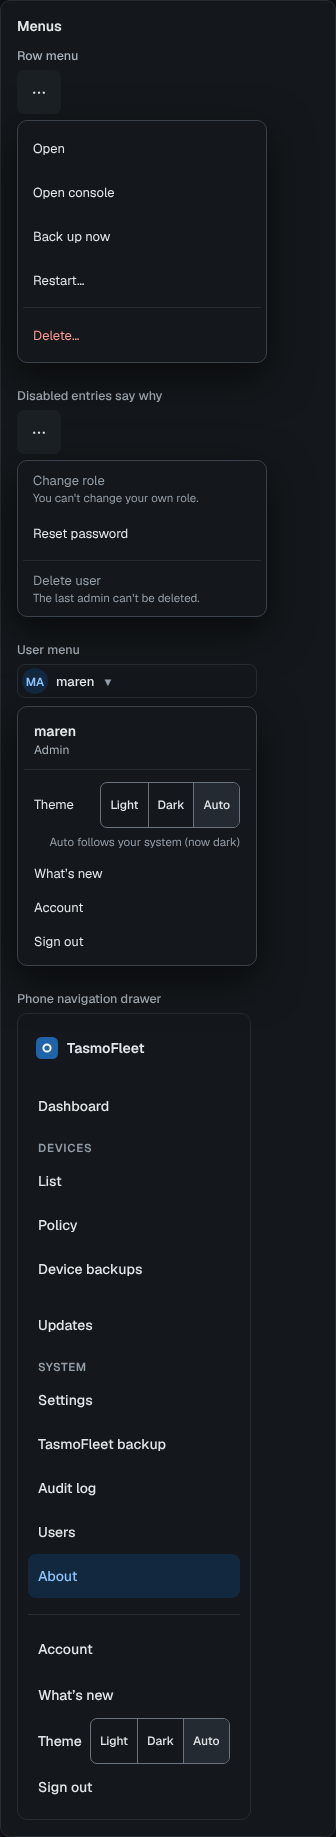 Menus
Row menu
...
Open
Open console
Back up now
Restart...
Delete...
Disabled entries say why
...
Change role
You can't change your own role.
Reset password
Delete user
The last admin can't be deleted.
User menu
MA maren ▾
maren
Admin
Theme Light Dark Auto
Auto follows your system (now dark)
What's new
Account
Sign out
Phone navigation drawer
TasmoFleet
Dashboard
DEVICES
List
Policy
Device backups
Updates
SYSTEM
Settings
TasmoFleet backup
Audit log
Users
About
Account
What's new
Theme Light Dark Auto
Sign out